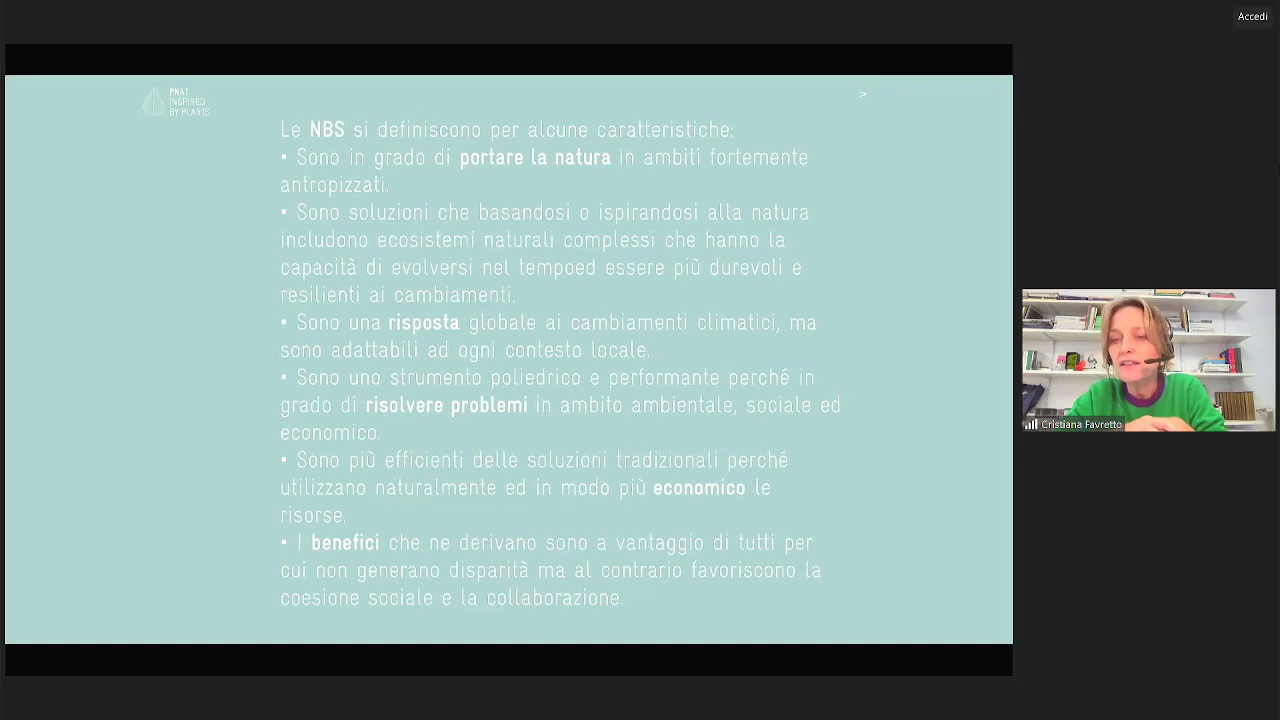 Accedi
PNAT
INSPIRED
BY PLANTS
>
Le NBS si definiscono per alcune caratteristiche:
• Sono in grado di portare la natura in ambiti fortemente
antropizzati.
• Sono soluzioni che basandosi o ispirandosi alla natura
includono ecosistemi naturali complessi che hanno la
capacità di evolversi nel tempoed essere più durevoli e
resilienti ai cambiamenti.
• Sono una risposta globale ai cambiamenti climatici, ma
sono adattabili ad ogni contesto locale.
• Sono uno strumento poliedrico e performante perché in
grado di risolvere problemi in ambito ambientale, sociale ed
economico.
• Sono più efficienti delle soluzioni tradizionali perché
utilizzano naturalmente ed in modo più economico le
risorse.
• I benefici che ne derivano sono a vantaggio di tutti per
cui non generano disparità ma al contrario favoriscono la
coesione sociale e la collaborazione.
Cristiana Favretto